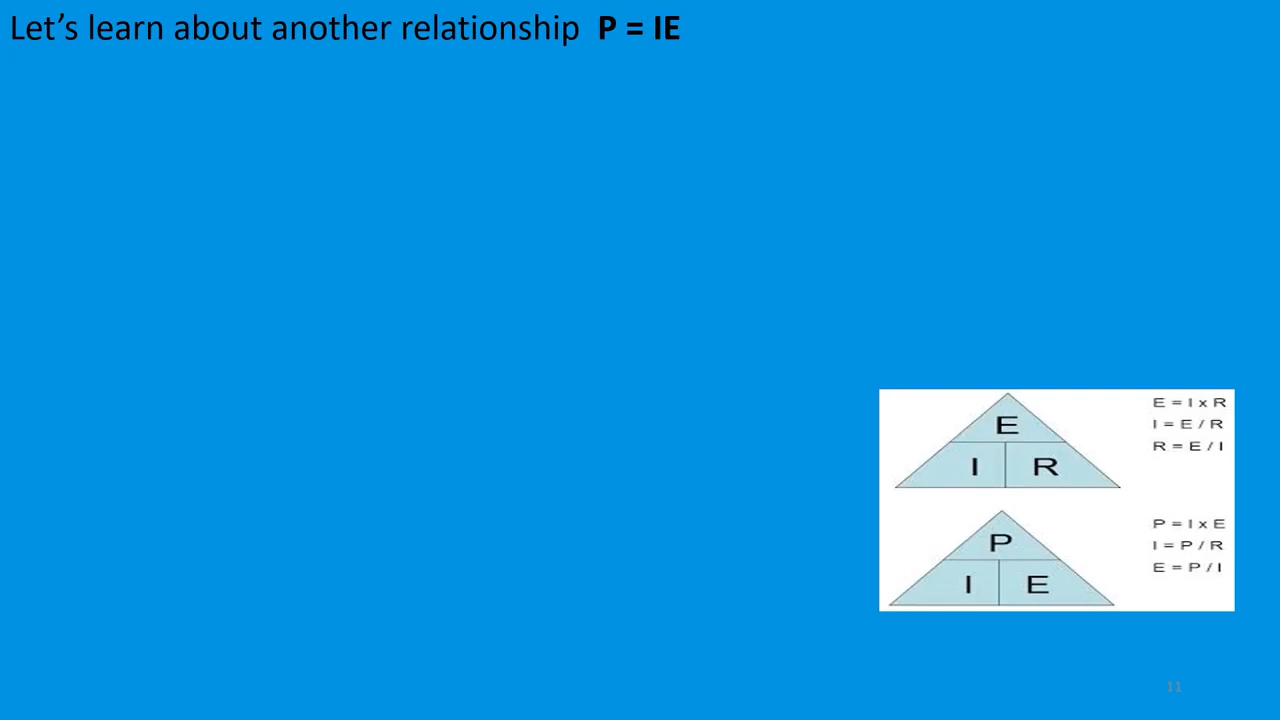 Let’s learn about another relationship P = IE
E
I R
E = I x R
I = E / R
R = E / I
P
I E
P = I x E
I = P / R
E = P / I
11